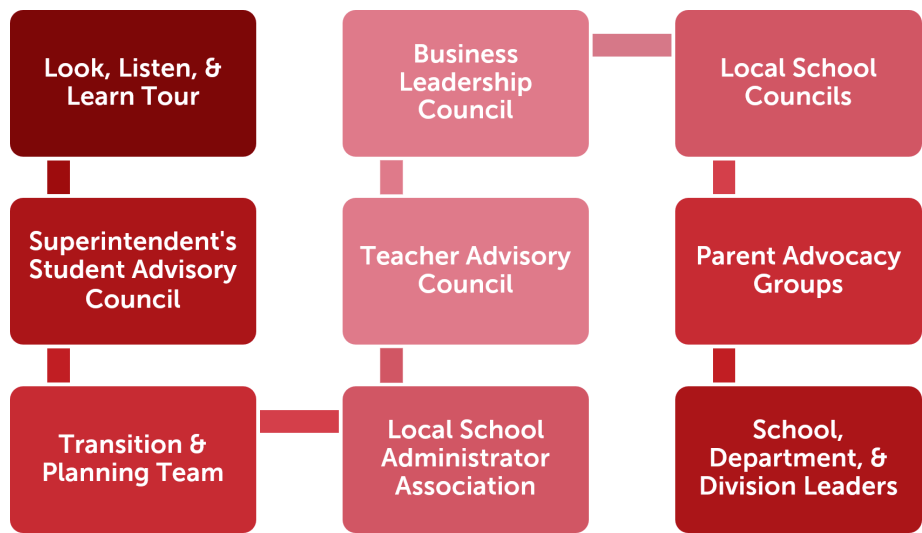 Look, Listen, &
Learn Tour
Superintendent's
Student Advisory
Council
Transition &
Planning Team
Local School
Administrator
Association
Teacher Advisory
Council
Business
Leadership
Council
Local School
Councils
Parent Advocacy
Groups
School,
Department, &
Division Leaders